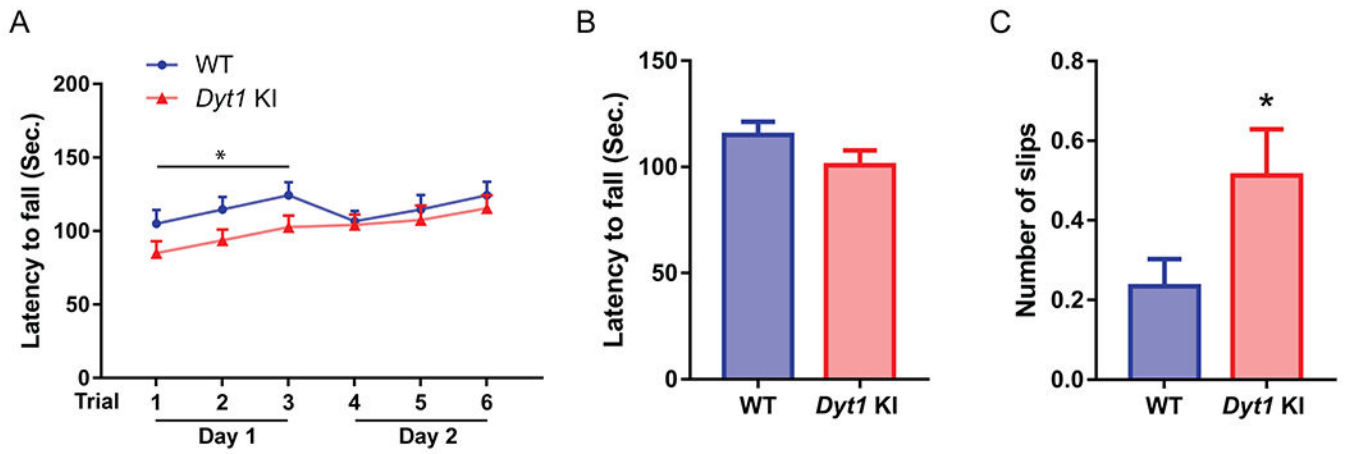 A
WT
Dyt1 KI
Latency to fall (Sec.)
200
150
100
50
0
*
Trial 1 2 3 4 5 6
Day 1 Day 2
B
Latency to fall (Sec.)
150
100
50
0
WT Dyt1 KI
C
Number of slips
0.8
0.6
0.4
0.2
0.0
*
WT Dyt1 KI